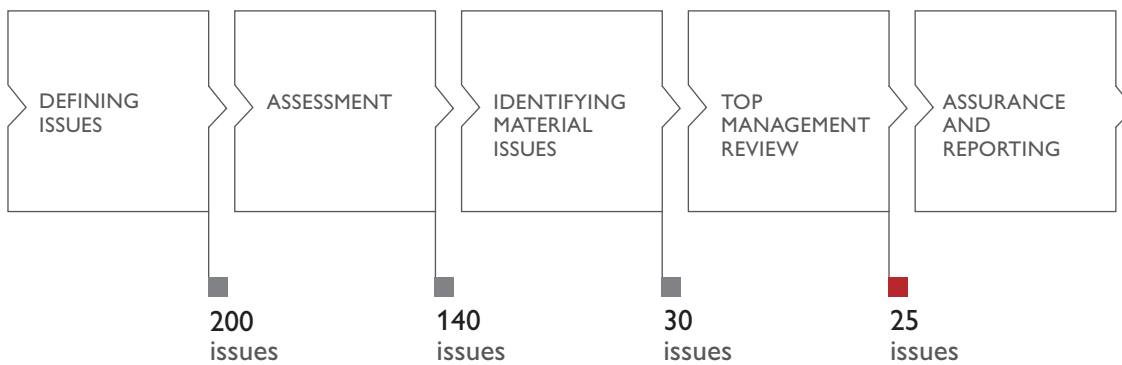 DEFINING
ISSUES
ASSESSMENT
IDENTIFYING
MATERIAL
ISSUES
TOP
MANAGEMENT
REVIEW
ASSURANCE
AND
REPORTING
200
issues
140
issues
30
issues
25
issues